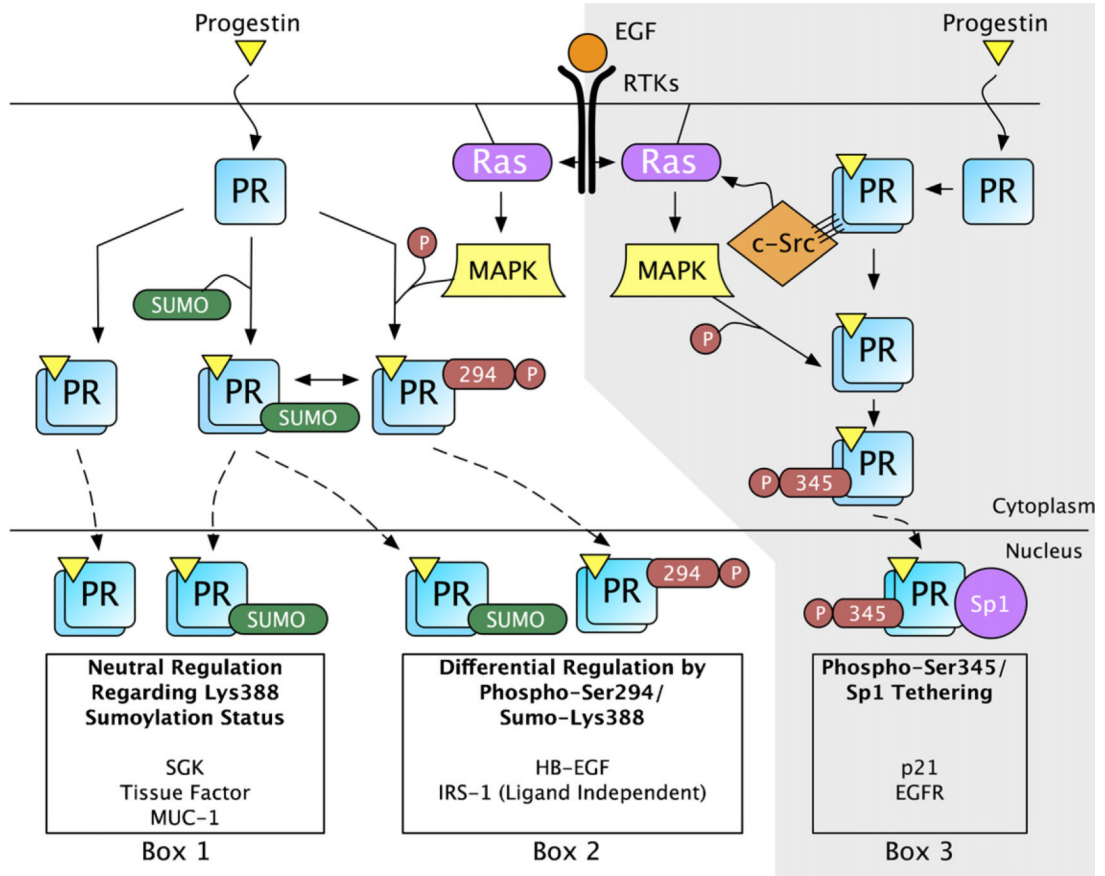 Progestin
EGF
Progestin
RTKs
PR
Ras
Ras
PR
PR
c-Src
P
MAPK
MAPK
SUMO
P
PR
PR
SUMO
PR
294
P
PR
PR
P
345
Cytoplasm
Nucleus
PR
PR
SUMO
PR
SUMO
PR
294
P
P
345
PR
Sp1
Neutral Regulation
Regarding Lys388
Sumoylation Status
SGK
Tissue Factor
MUC-1
Box 1
Differential Regulation by
Phospho-Ser294/
Sumo-Lys388
HB-EGF
IRS-1 (Ligand Independent)
Box 2
Phospho-Ser345/
Sp1 Tethering
p21
EGFR
Box 3